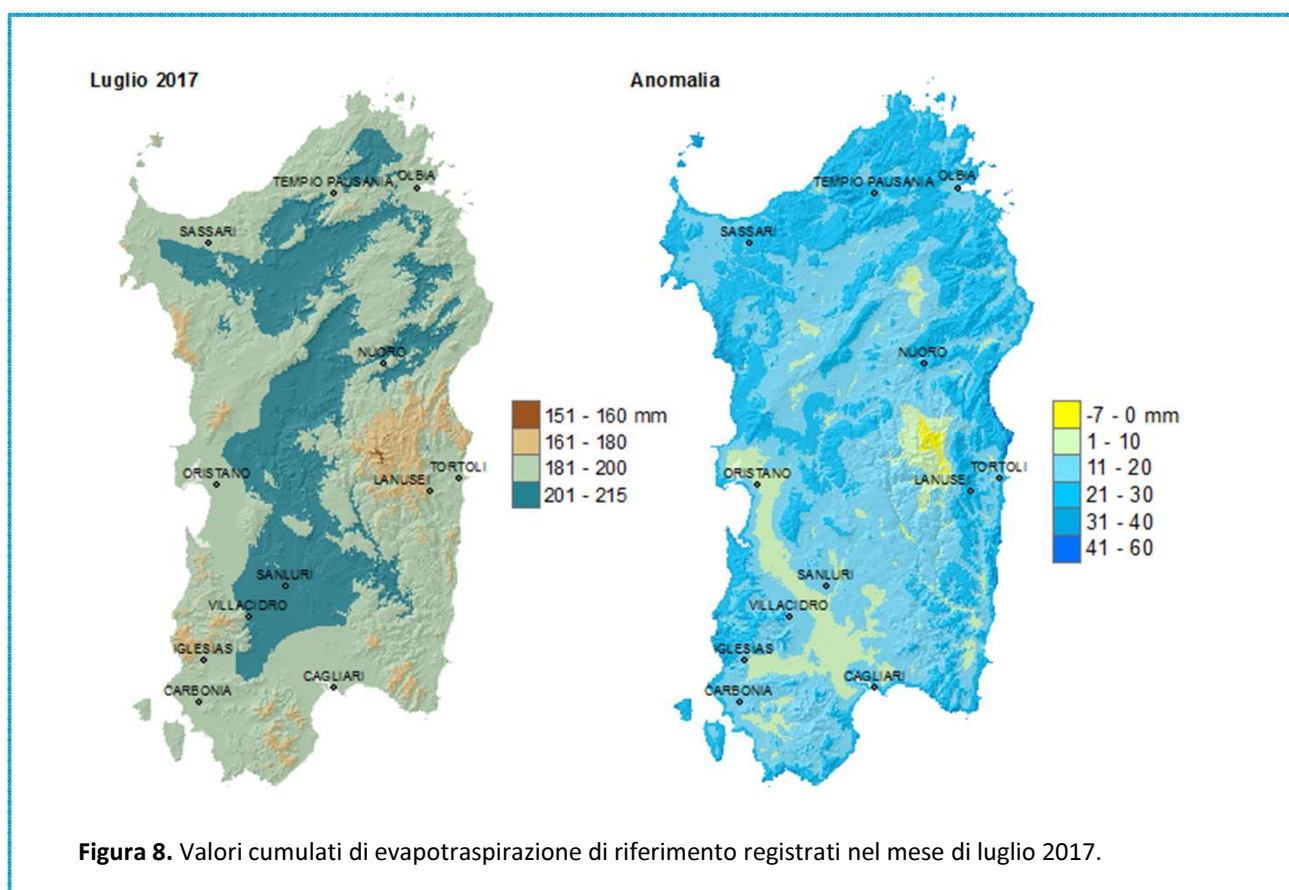 Luglio 2017
TEMPIO PAUSANIA
OLBIA
SASSARI
NUORO
ORISTANO
TORTOLI
LANUSEI
SANLURI
VILLACIDRO
IGLESIAS
CARBONIA
CAGLIARI
151 - 160 mm
161 - 180
181 - 200
201 - 215
Anomalia
TEMPIO PAUSANIA
OLBIA
SASSARI
NUORO
ORISTANO
TORTOLI
LANUSEI
SANLURI
VILLACIDRO
IGLESIAS
CARBONIA
CAGLIARI
-7 - 0 mm
1 - 10
11 - 20
21 - 30
31 - 40
41 - 60
Figura 8. Valori cumulati di evapotraspirazione di riferimento registrati nel mese di luglio 2017.